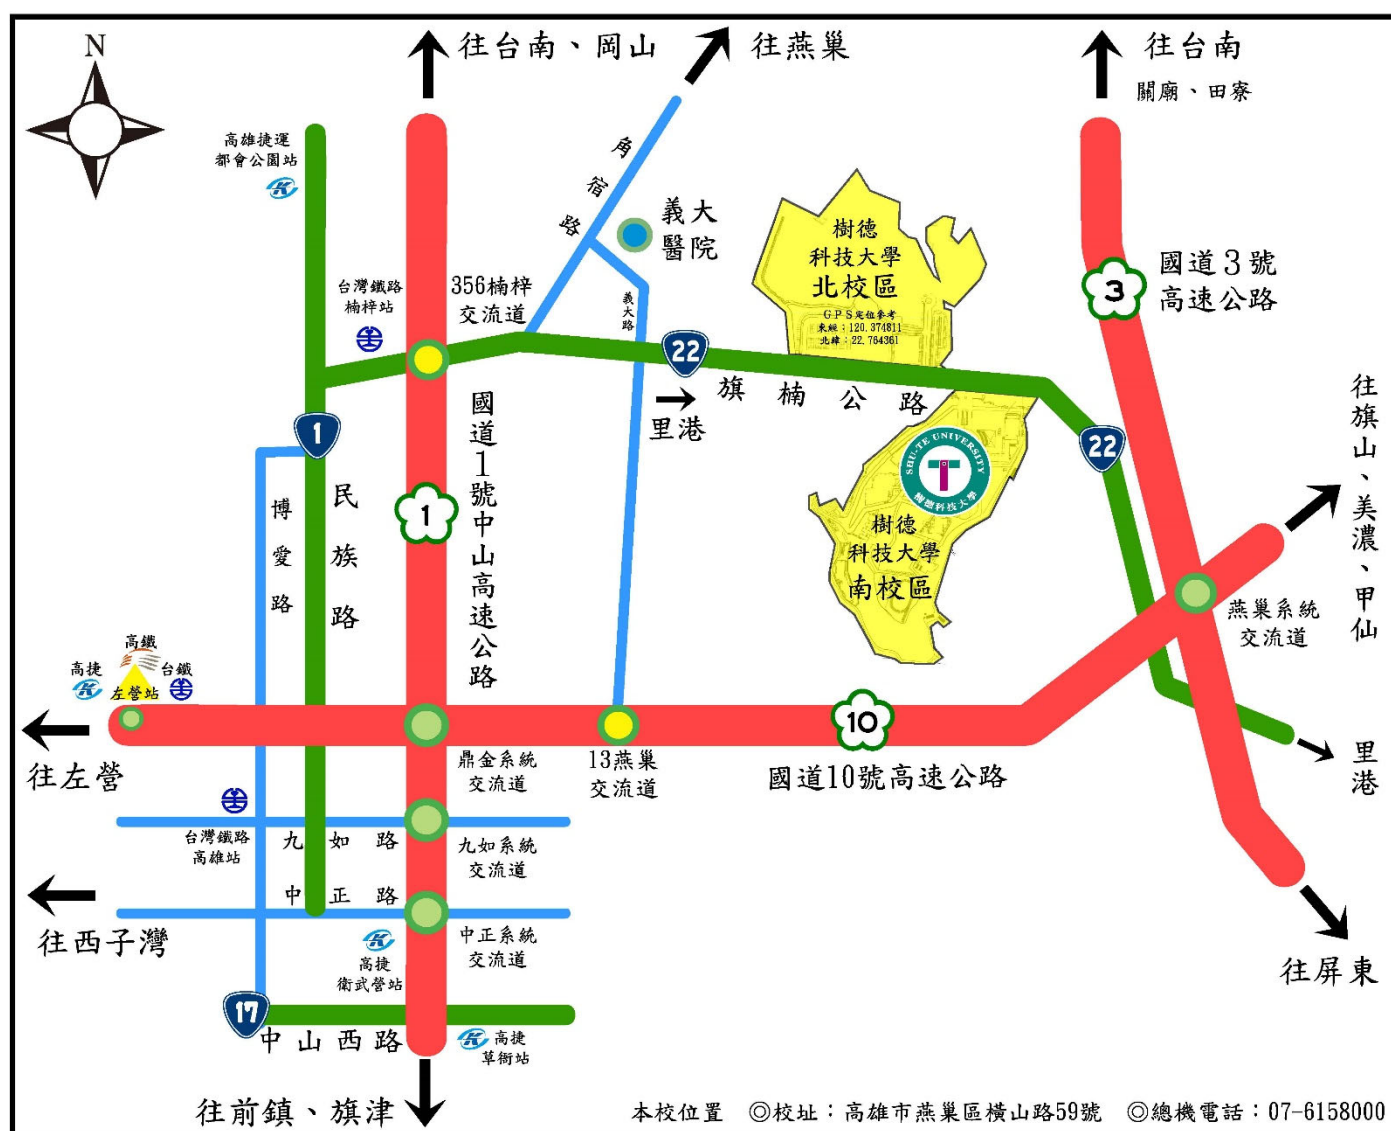 N
往台南、岡山
往燕巢
往台南
關廟、田寮
高雄捷運
都會公園站
角宿路
義大
醫院
樹德
科技大學
北校區
GPS定位參考
東經:120.374811
北緯:22.764361
國道3號
高速公路
3
台灣鐵路
楠梓站
356楠梓
交流道
義大路
22
旗楠公路
里港
1
國道1號中山高速公路
1
民族路
博愛路
SHU-TE UNIVERSITY
樹德科技大學
樹德
科技大學
南校區
22
往旗山、美濃、甲仙
燕巢系統
交流道
高鐵
高捷
台鐵
左營站
往左營
鼎金系統
交流道
13燕巢
交流道
10
國道10號高速公路
里港
台灣鐵路
高雄站
九如路
九如系統
交流道
中正路
往西子灣
中正系統
交流道
高捷
衛武營站
往屏東
17
中山西路
高捷
草衙站
往前鎮、旗津
本校位置 ◎校址：高雄市燕巢區橫山路59號 ◎總機電話：07-6158000